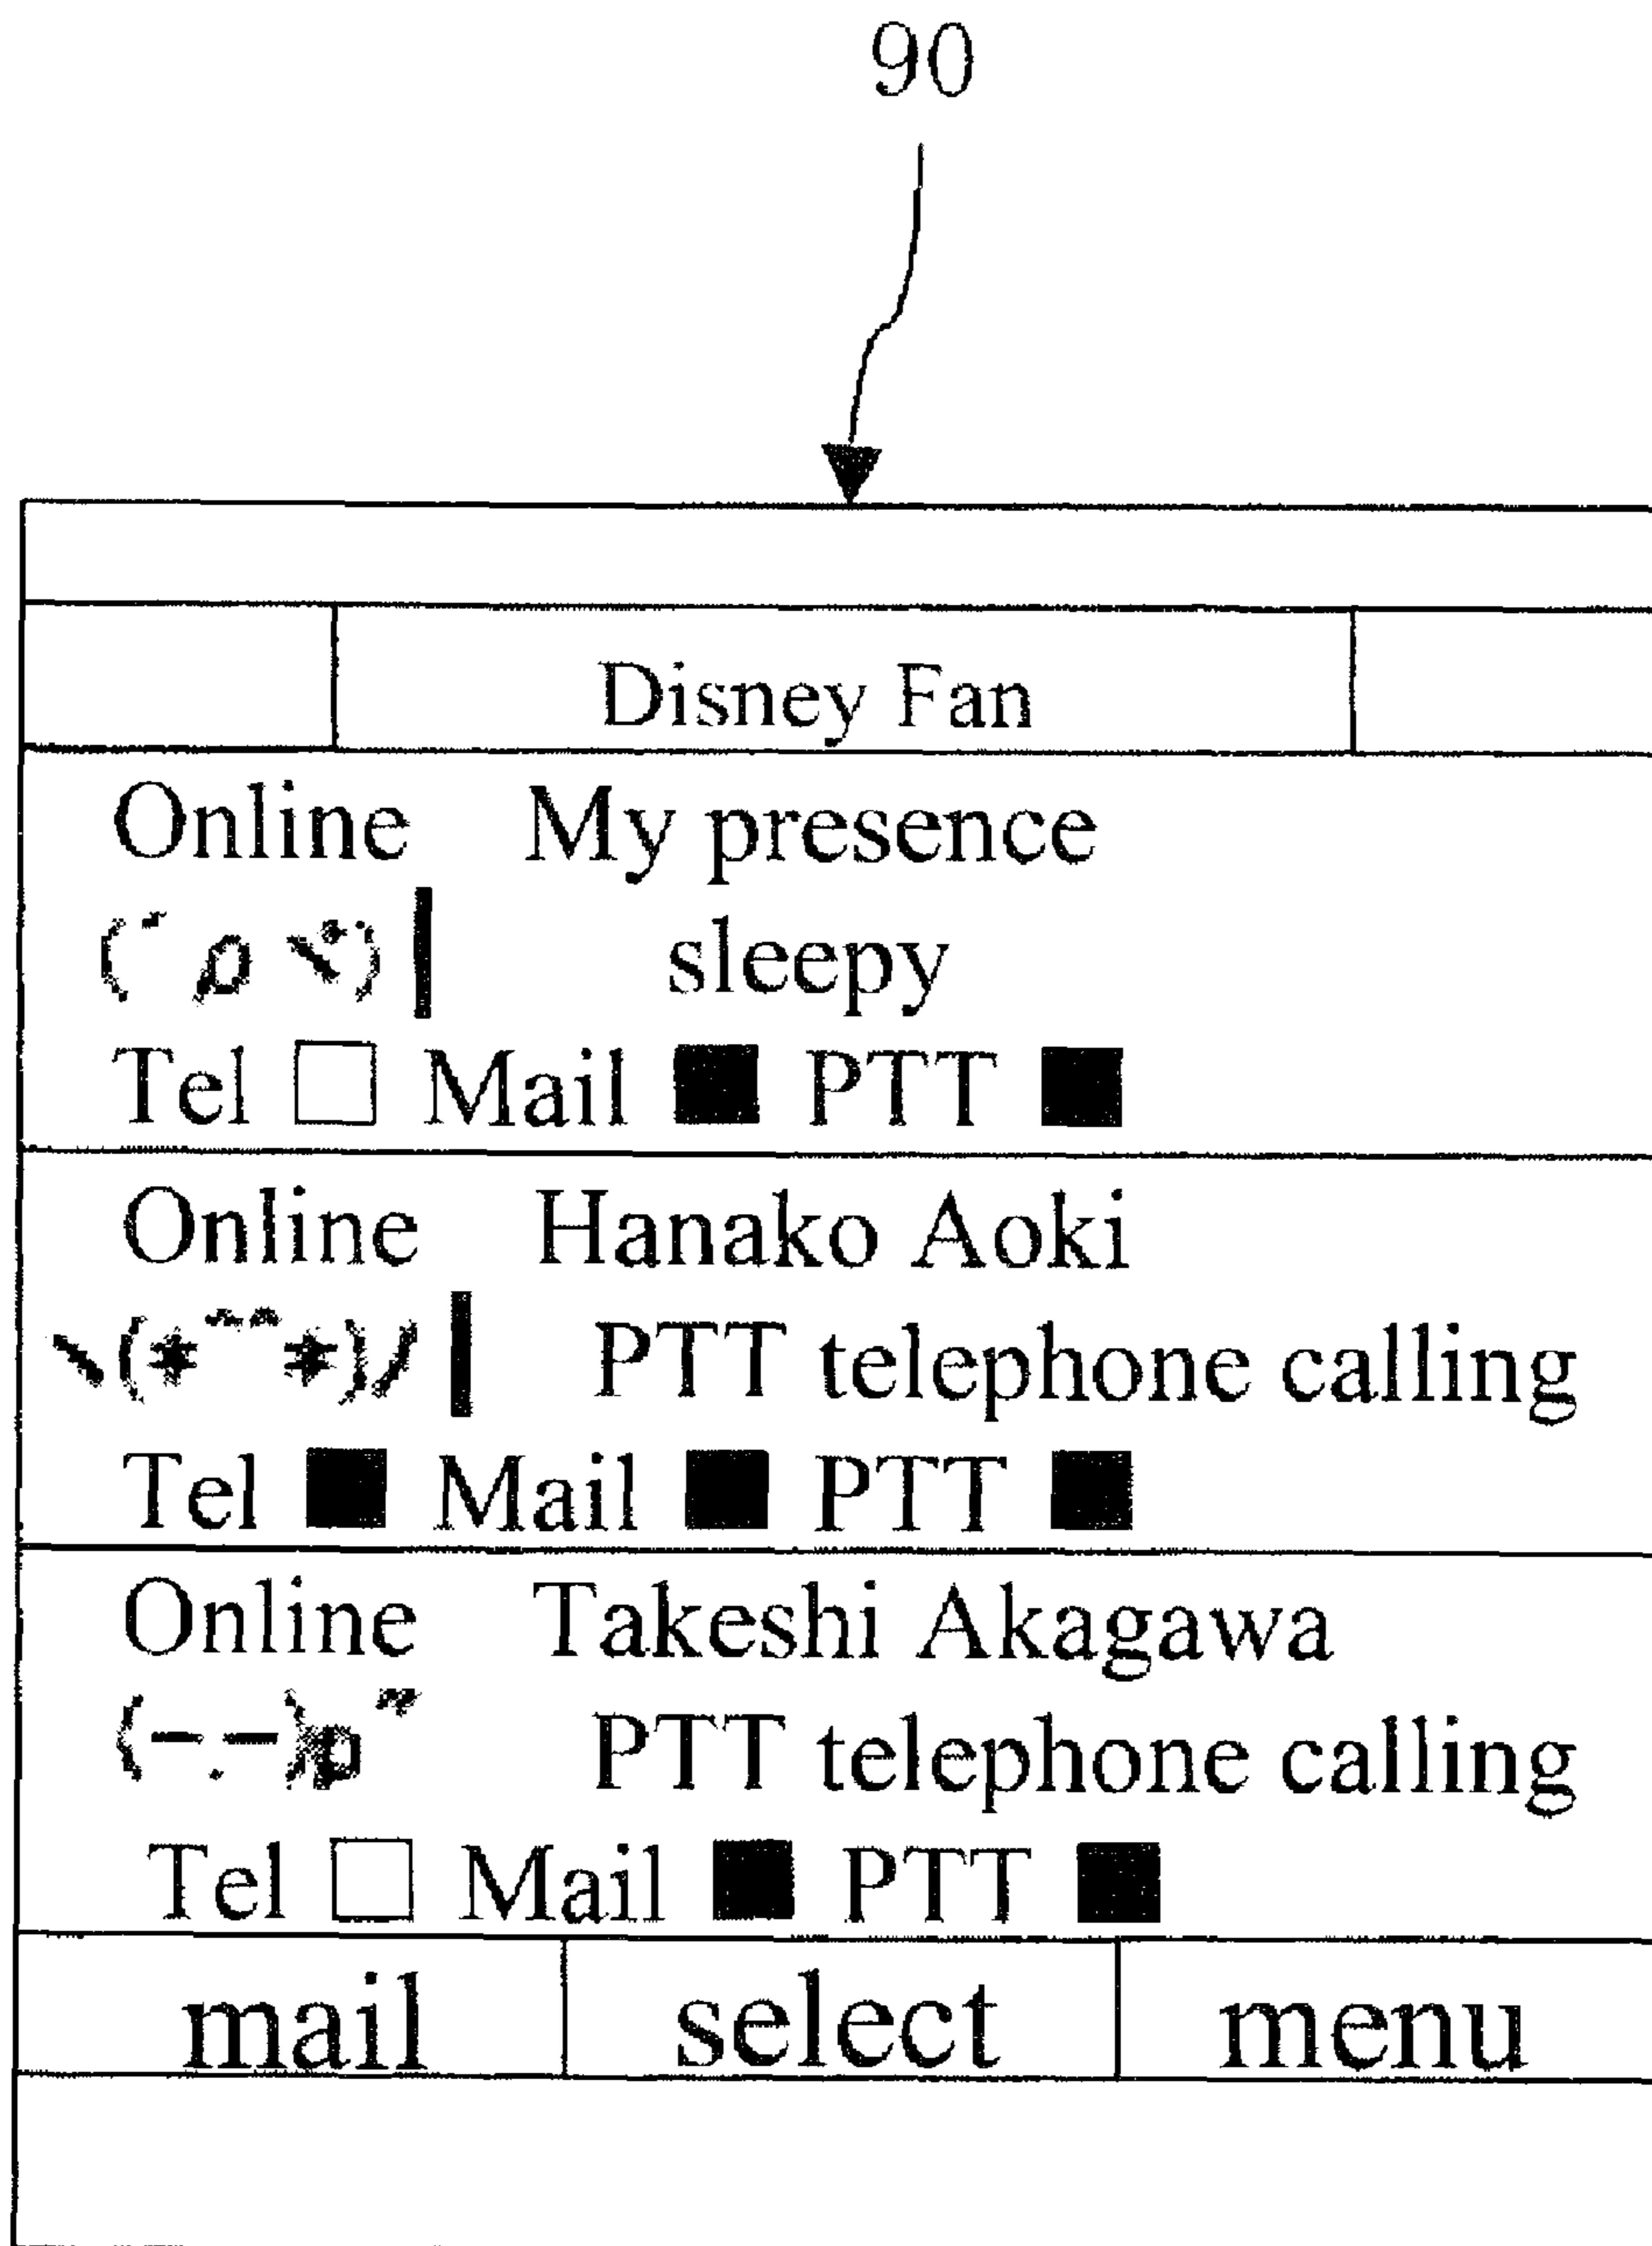 90
Disney Fan
Online My presence
sleepy
Tel □ Mail ■ PTT ■
Online Hanako Aoki
\(*^^*)/ PTT telephone calling
Tel ■ Mail ■ PTT ■
Online Takeshi Akagawa
PTT telephone calling
Tel □ Mail ■ PTT ■
mail select menu